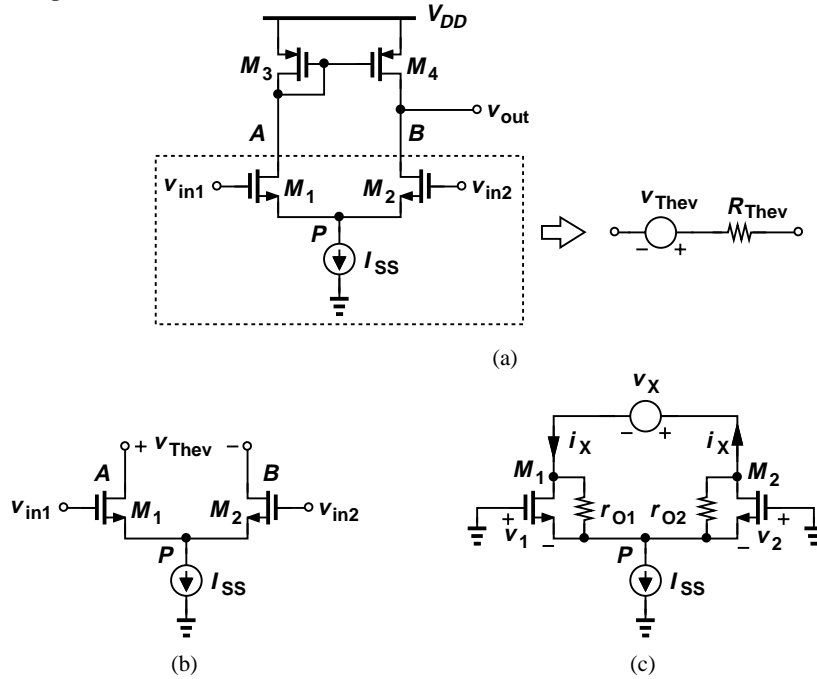 V_DD
M_3
M_4
v_out
A
B
v_in1
M_1
M_2
v_in2
v_Thev
R_Thev
P
I_SS
− +
(a)
+ v_Thev −
A
B
v_in1
M_1
M_2
v_in2
P
I_SS
(b)
v_X
− +
i_X
i_X
M_1
M_2
r_O1
r_O2
+
v_1
−
+
v_2
−
P
I_SS
(c)